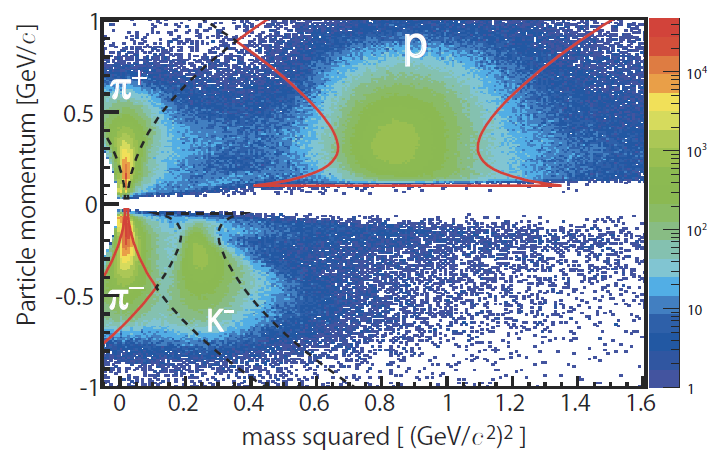 Particle momentum [GeV/c]
1
0.5
0
-0.5
-1
π+
p
π−
K−
0 0.2 0.4 0.6 0.8 1 1.2 1.4 1.6
mass squared [ (GeV/c²)² ]
10⁴
10³
10²
10
1